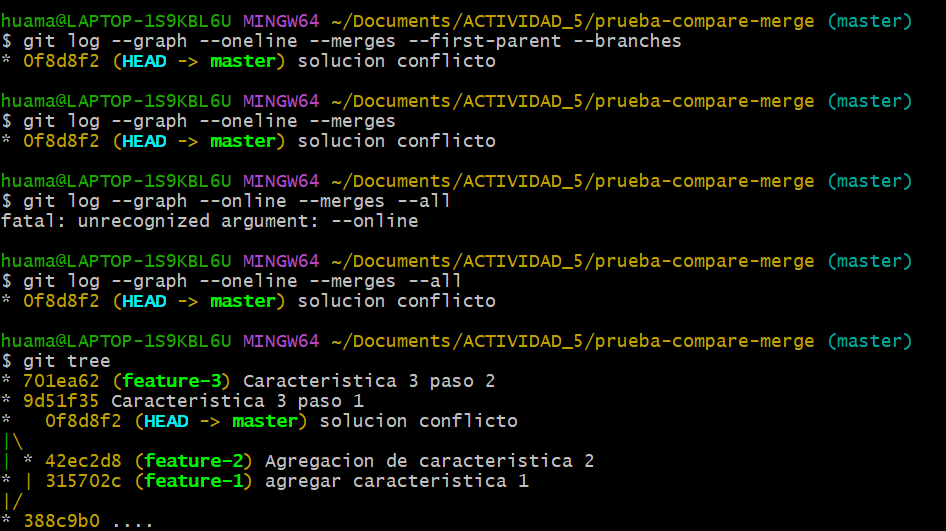 huama@LAPTOP-1S9KBL6U MINGW64 ~/Documents/ACTIVIDAD_5/prueba-compare-merge (master)
$ git log --graph --oneline --merges --first-parent --branches
* 0f8d8f2 (HEAD -> master) solucion conflicto
huama@LAPTOP-1S9KBL6U MINGW64 ~/Documents/ACTIVIDAD_5/prueba-compare-merge (master)
$ git log --graph --oneline --merges
* 0f8d8f2 (HEAD -> master) solucion conflicto
huama@LAPTOP-1S9KBL6U MINGW64 ~/Documents/ACTIVIDAD_5/prueba-compare-merge (master)
$ git log --graph --online --merges --all
fatal: unrecognized argument: --online
huama@LAPTOP-1S9KBL6U MINGW64 ~/Documents/ACTIVIDAD_5/prueba-compare-merge (master)
$ git log --graph --oneline --merges --all
* 0f8d8f2 (HEAD -> master) solucion conflicto
huama@LAPTOP-1S9KBL6U MINGW64 ~/Documents/ACTIVIDAD_5/prueba-compare-merge (master)
$ git tree
* 701ea62 (feature-3) Caracteristica 3 paso 2
* 9d51f35 Caracteristica 3 paso 1
*   0f8d8f2 (HEAD -> master) solucion conflicto
|\
| * 42ec2d8 (feature-2) Agregacion de caracteristica 2
* | 315702c (feature-1) agregar caracteristica 1
|/
* 388c9b0 ....